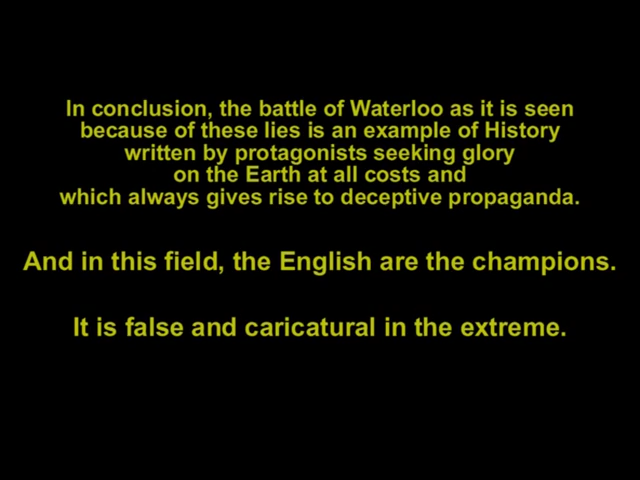 In conclusion, the battle of Waterloo as it is seen
because of these lies is an example of History
written by protagonists seeking glory
on the Earth at all costs and
which always gives rise to deceptive propaganda.
And in this field, the English are the champions.
It is false and caricatural in the extreme.